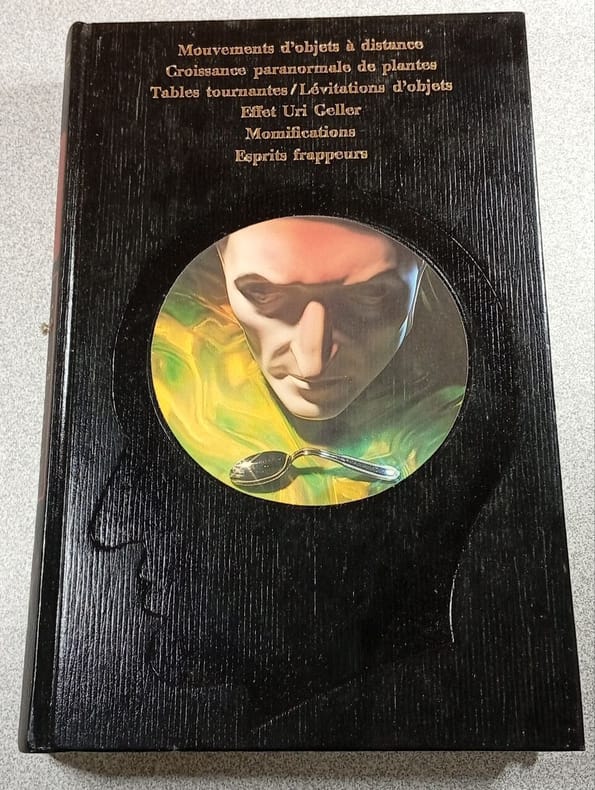 Mouvements d'objets à distance
Croissance paranormale de plantes
Tables tournantes/Lévitations d'objets
Effet Uri Geller
Momifications
Esprits frappeurs